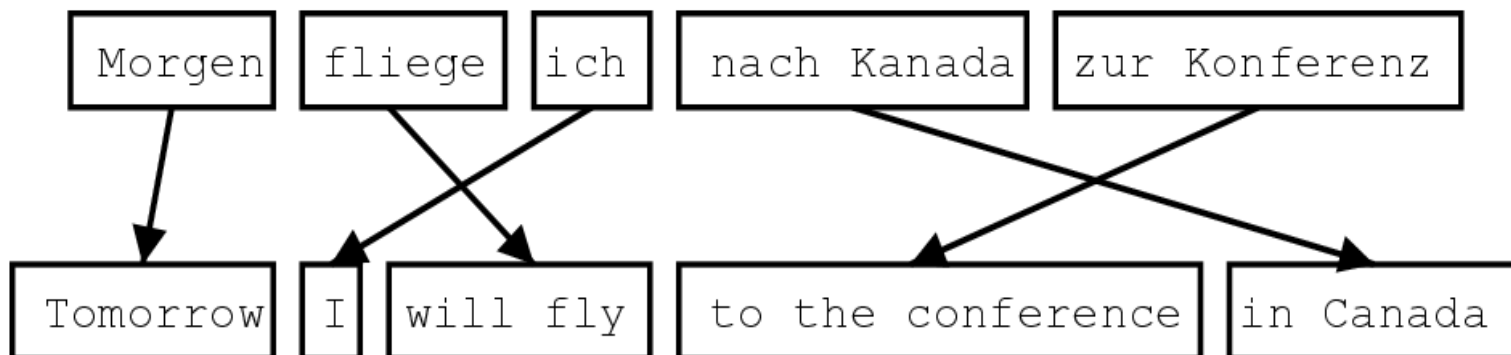 Morgen fliege ich nach Kanada zur Konferenz
Tomorrow I will fly to the conference in Canada